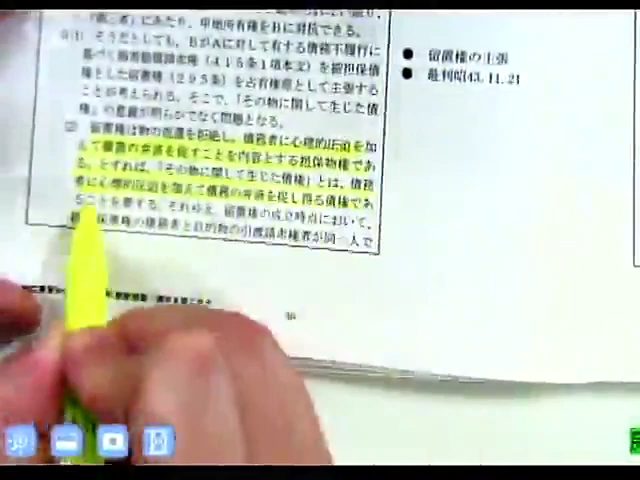 「第三者」にあたり、甲地所有権をBに対抗できる。
(1) そうだとしても、BがAに対して有する債務不履行に
基づく損害賠償請求権(415条1項本文)を被担保債
権とした留置権(295条)を占有権原として主張する
ことが考えられる。そこで、「その物に関して生じた債
権」の意義が明らかでなく問題となる。
(2) 留置権は物の返還を拒絶し、債務者に心理的圧迫を加
えて債務の弁済を促すことを内容とする担保物権であ
る。とすれば、「その物に関して生じた債権」とは、債務
者に心理的圧迫を加えて債務の弁済を促し得る債権であ
ることを要する。それゆえ、留置権の成立時点において、
被担保債権の債務者と目的物の引渡請求権者が同一人で
● 留置権の主張
● 最判昭43.11.21